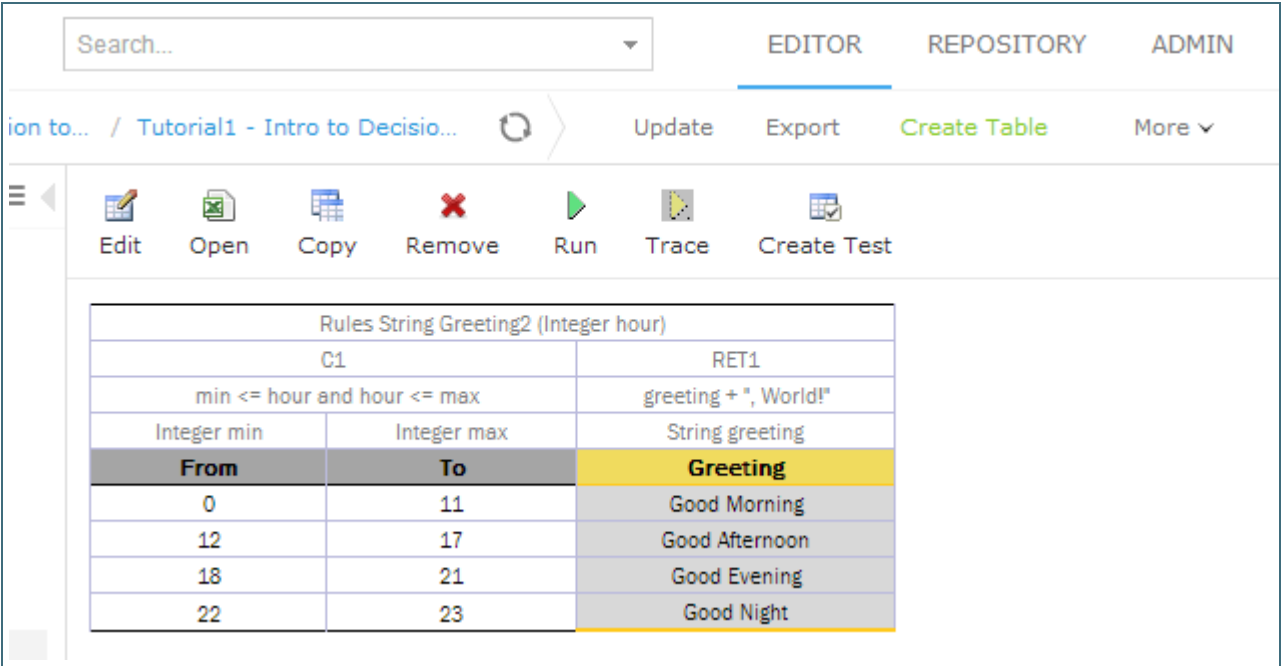 Search... EDITOR REPOSITORY ADMIN
ion to... / Tutorial1 - Intro to Decisio... Update Export Create Table More
Edit Open Copy Remove Run Trace Create Test
Rules String Greeting2 (Integer hour)
C1 RET1
min <= hour and hour <= max greeting + ", World!"
Integer min Integer max String greeting
From To Greeting
0 11 Good Morning
12 17 Good Afternoon
18 21 Good Evening
22 23 Good Night